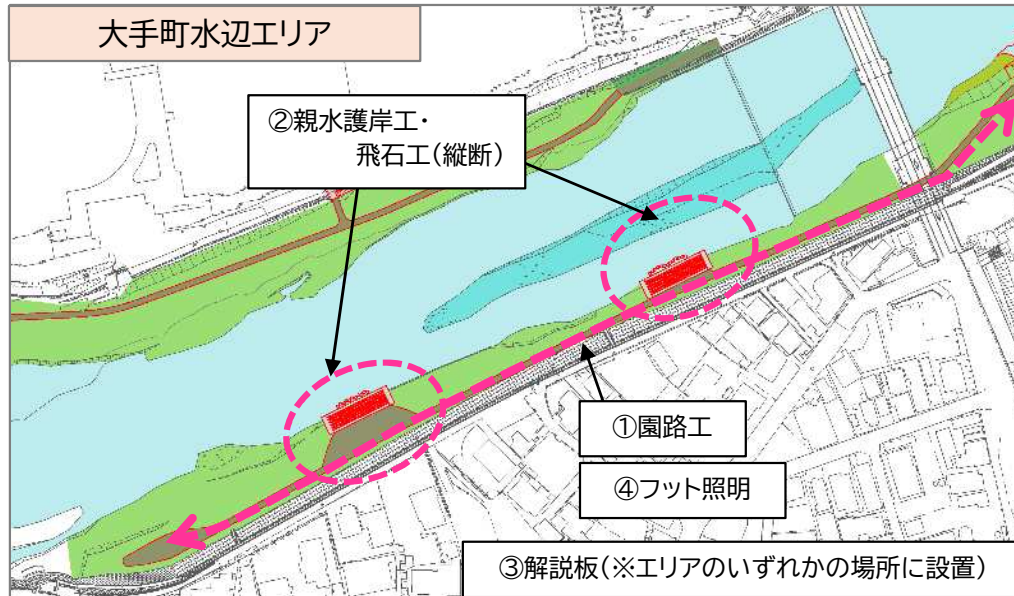 大手町水辺エリア
②親水護岸工・
飛石工(縦断)
①園路工
④フット照明
③解説板(※エリアのいずれかの場所に設置)